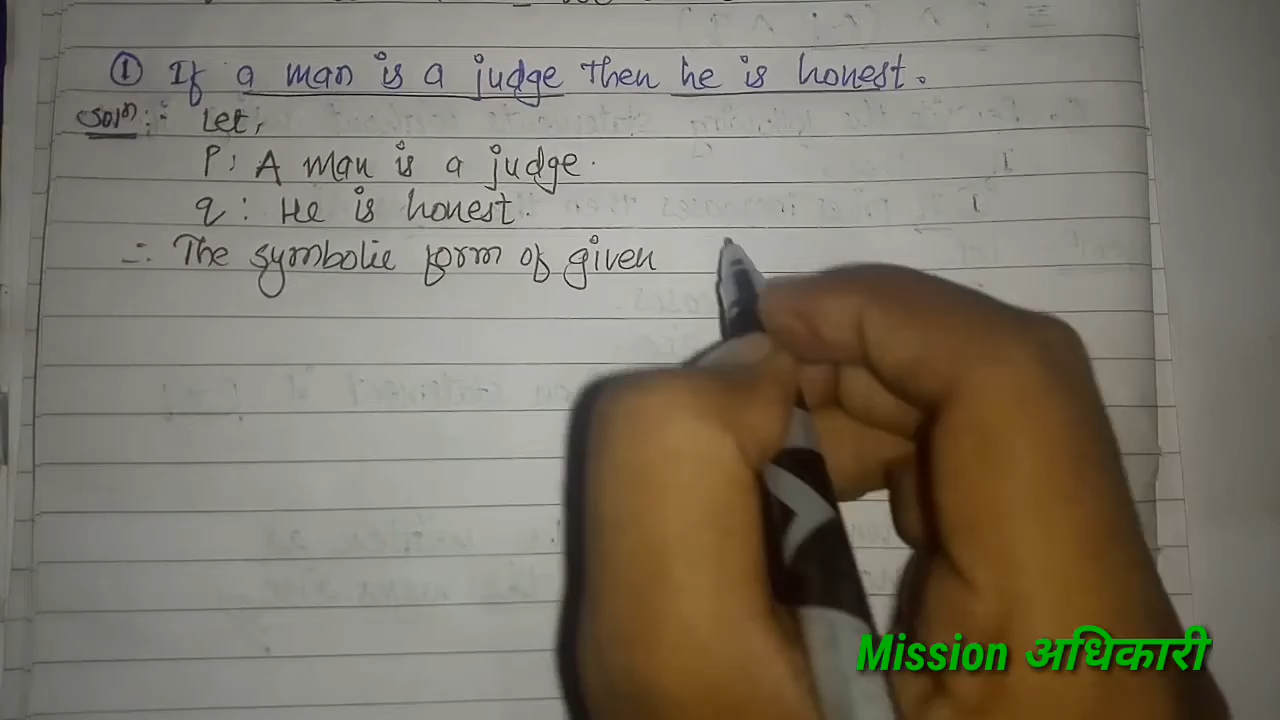 ① If a man is a judge then he is honest.
Solⁿ:- Let,
P: A man is a judge.
q: He is honest.
∴ The symbolic form of given
Mission अधिकारी